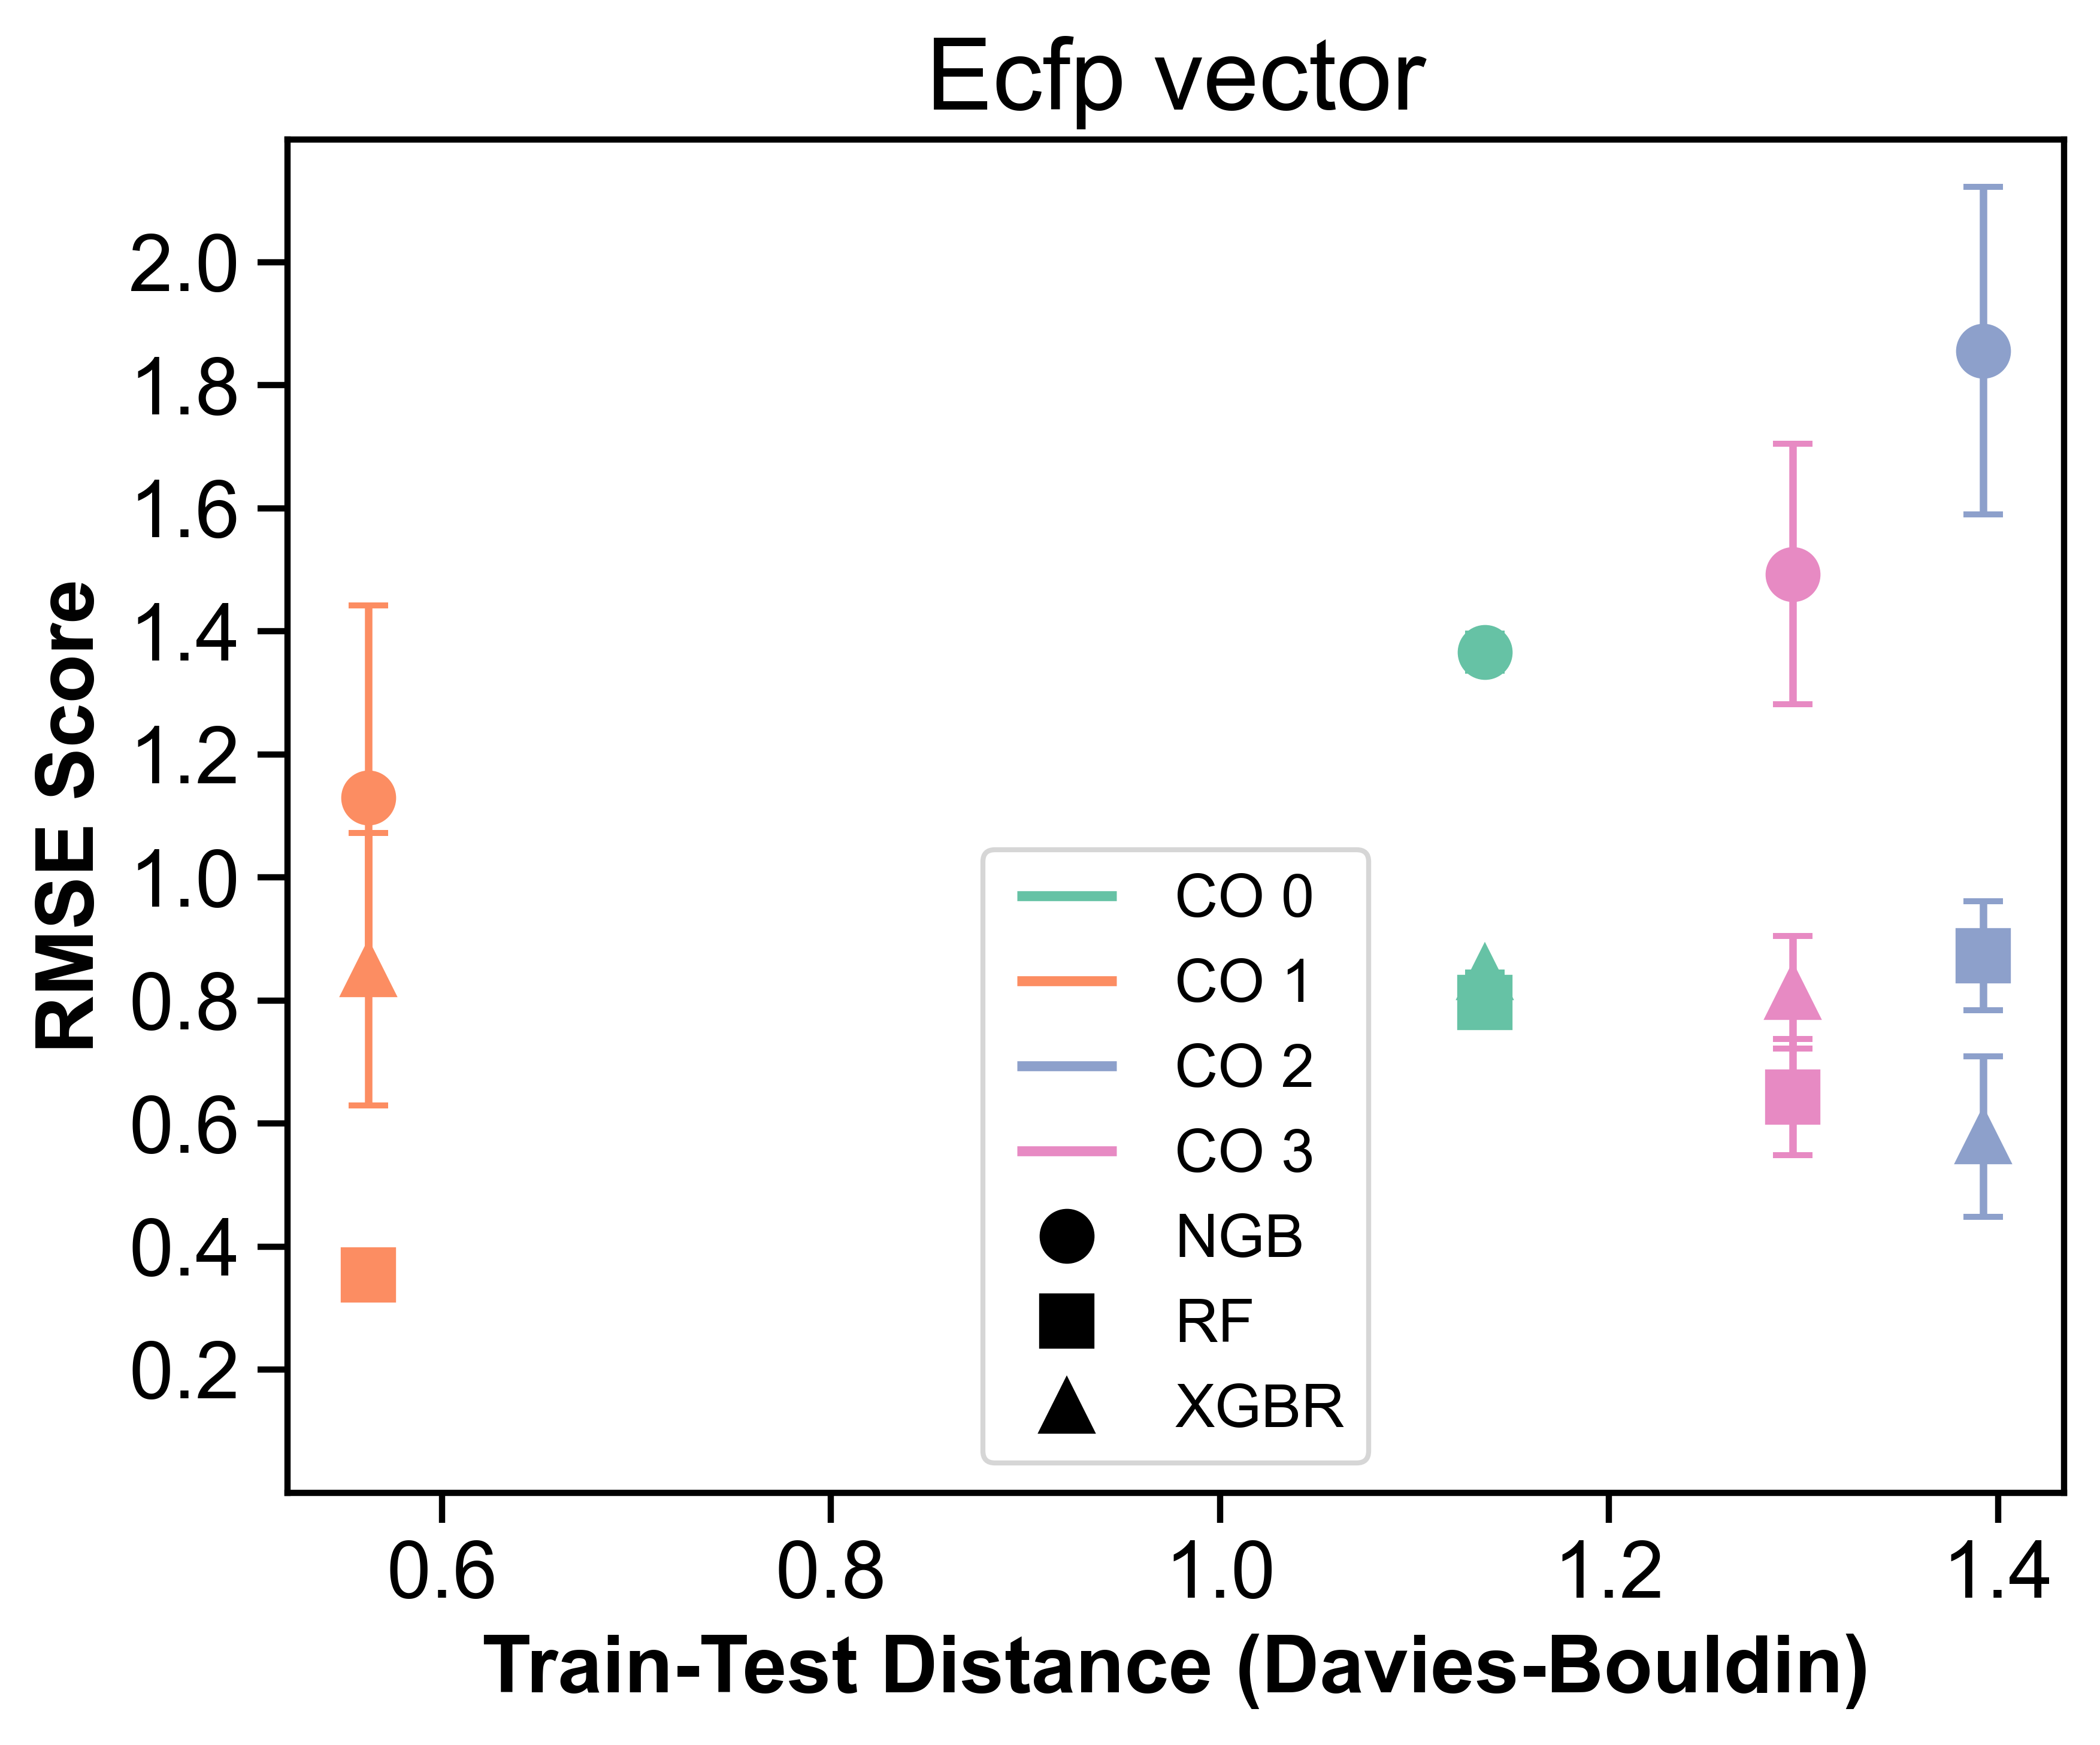 Ecfp vector
RMSE Score
2.0
1.8
1.6
1.4
1.2
1.0
0.8
0.6
0.4
0.2
CO 0
CO 1
CO 2
CO 3
NGB
RF
XGBR
0.6 0.8 1.0 1.2 1.4
Train-Test Distance (Davies-Bouldin)